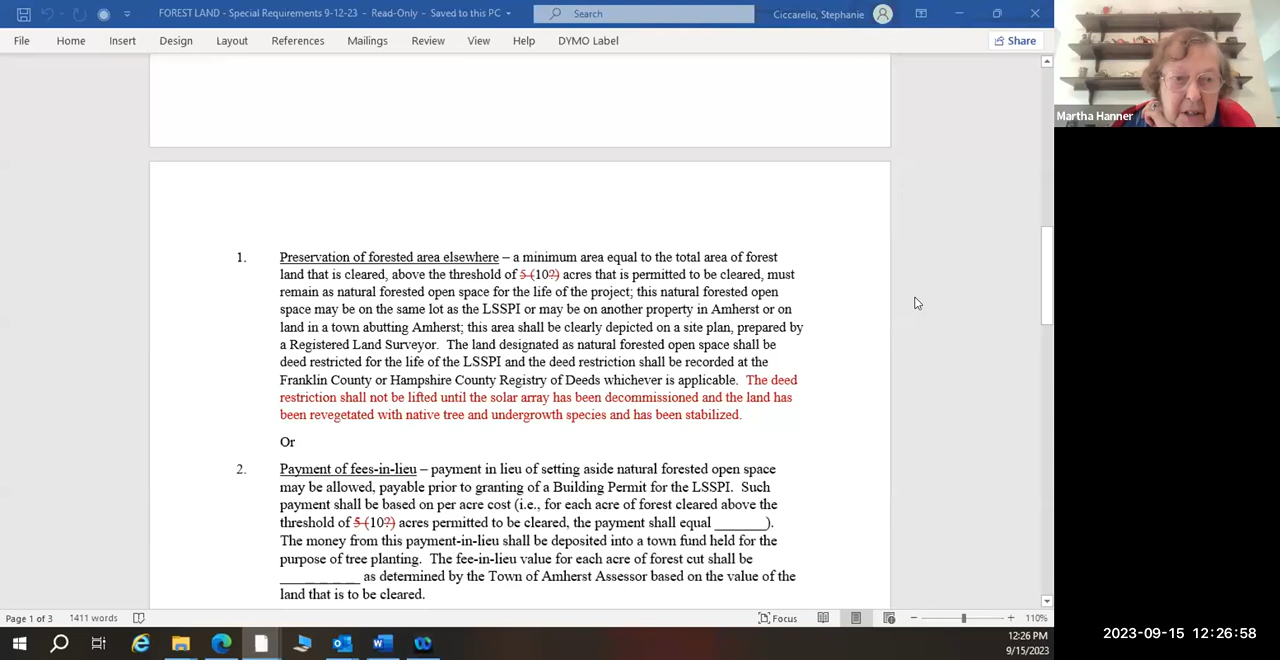 FOREST LAND - Special Requirements 9-12-23 - Read-Only - Saved to this PC
Search
Ciccarello, Stephanie
File Home Insert Design Layout References Mailings Review View Help DYMO Label
Share
Martha Hanner
1. Preservation of forested area elsewhere – a minimum area equal to the total area of forest
land that is cleared, above the threshold of 5 (10?) acres that is permitted to be cleared, must
remain as natural forested open space for the life of the project; this natural forested open
space may be on the same lot as the LSSPI or may be on another property in Amherst or on
land in a town abutting Amherst; this area shall be clearly depicted on a site plan, prepared by
a Registered Land Surveyor. The land designated as natural forested open space shall be
deed restricted for the life of the LSSPI and the deed restriction shall be recorded at the
Franklin County or Hampshire County Registry of Deeds whichever is applicable. The deed
restriction shall not be lifted until the solar array has been decommissioned and the land has
been revegetated with native tree and undergrowth species and has been stabilized.
Or
2. Payment of fees-in-lieu – payment in lieu of setting aside natural forested open space
may be allowed, payable prior to granting of a Building Permit for the LSSPI. Such
payment shall be based on per acre cost (i.e., for each acre of forest cleared above the
threshold of 5 (10?) acres permitted to be cleared, the payment shall equal _______).
The money from this payment-in-lieu shall be deposited into a town fund held for the
purpose of tree planting. The fee-in-lieu value for each acre of forest cut shall be
__________ as determined by the Town of Amherst Assessor based on the value of the
land that is to be cleared.
Page 1 of 3 1411 words
Focus
110%
12:26 PM
9/15/2023
2023-09-15 12:26:58